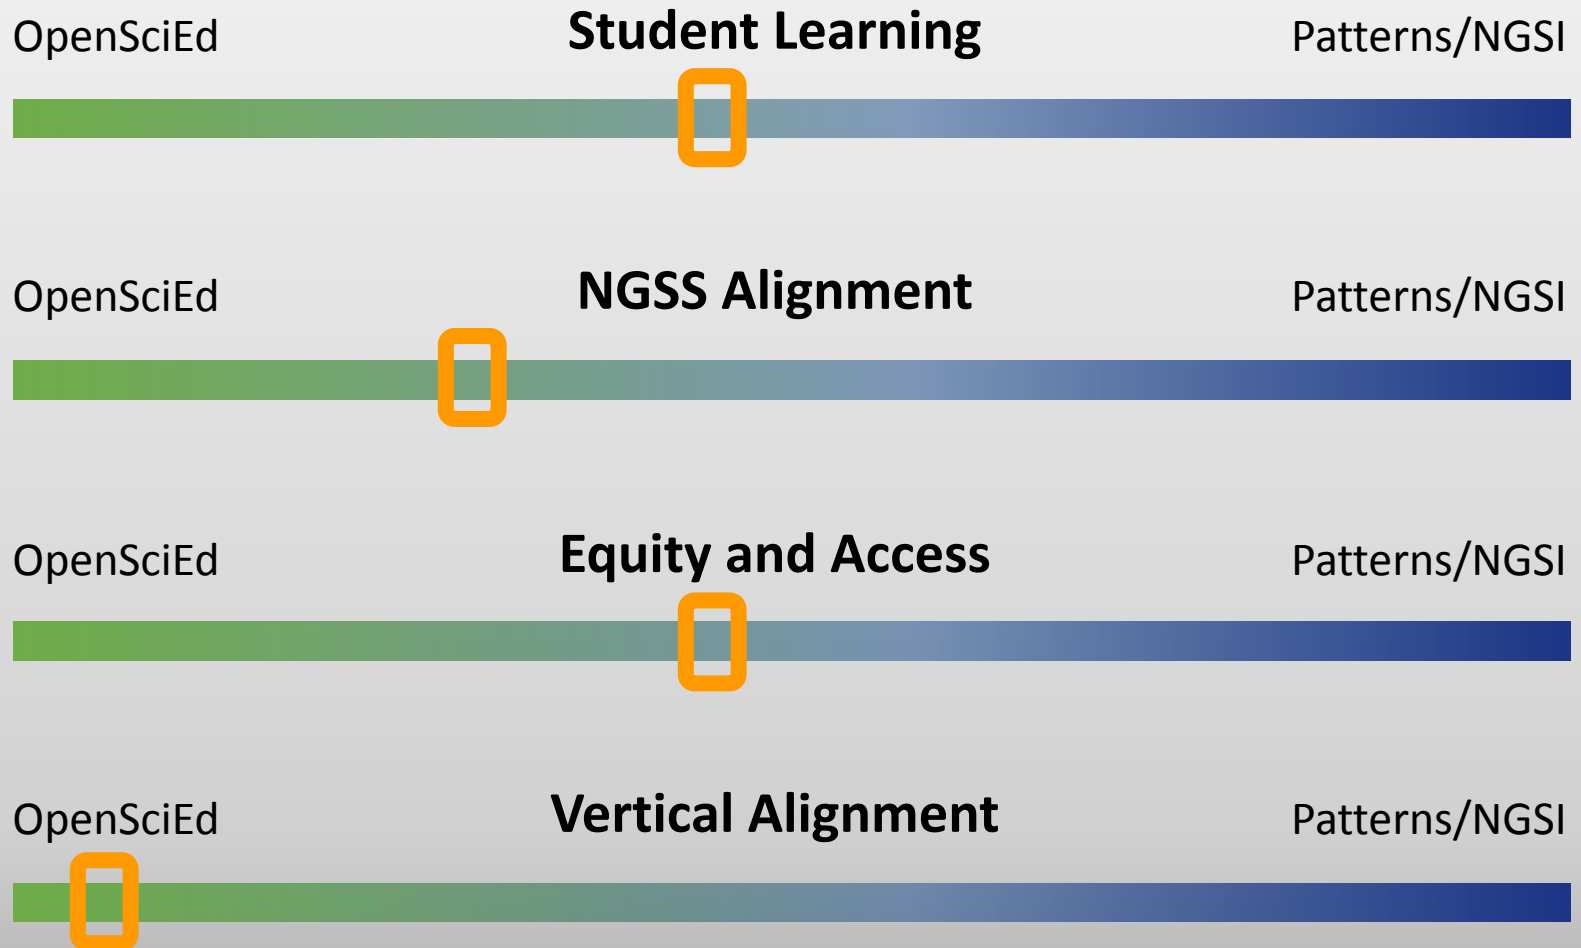 OpenSciEd Student Learning Patterns/NGSI
OpenSciEd NGSS Alignment Patterns/NGSI
OpenSciEd Equity and Access Patterns/NGSI
OpenSciEd Vertical Alignment Patterns/NGSI